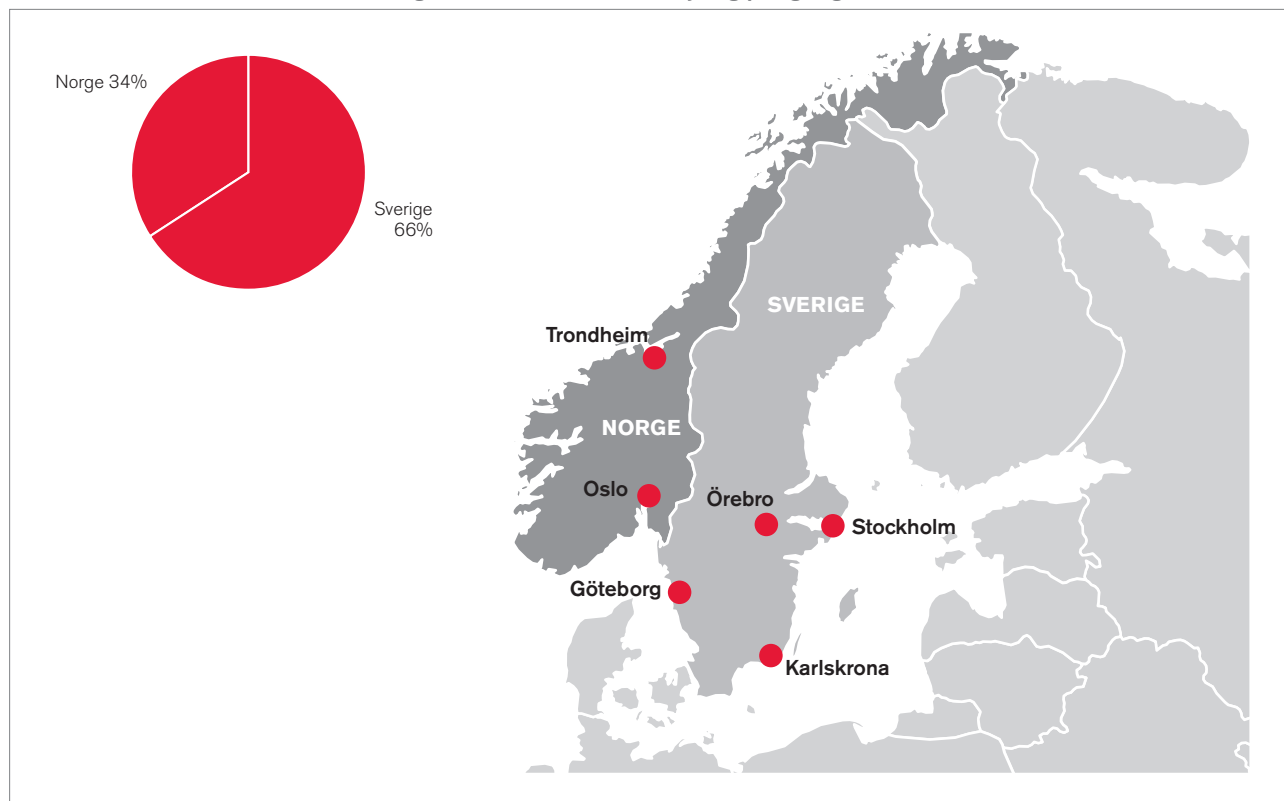 Norge 34%
Sverige
66%
SVERIGE
Trondheim
NORGE
Oslo
Örebro
Stockholm
Göteborg
Karlskrona